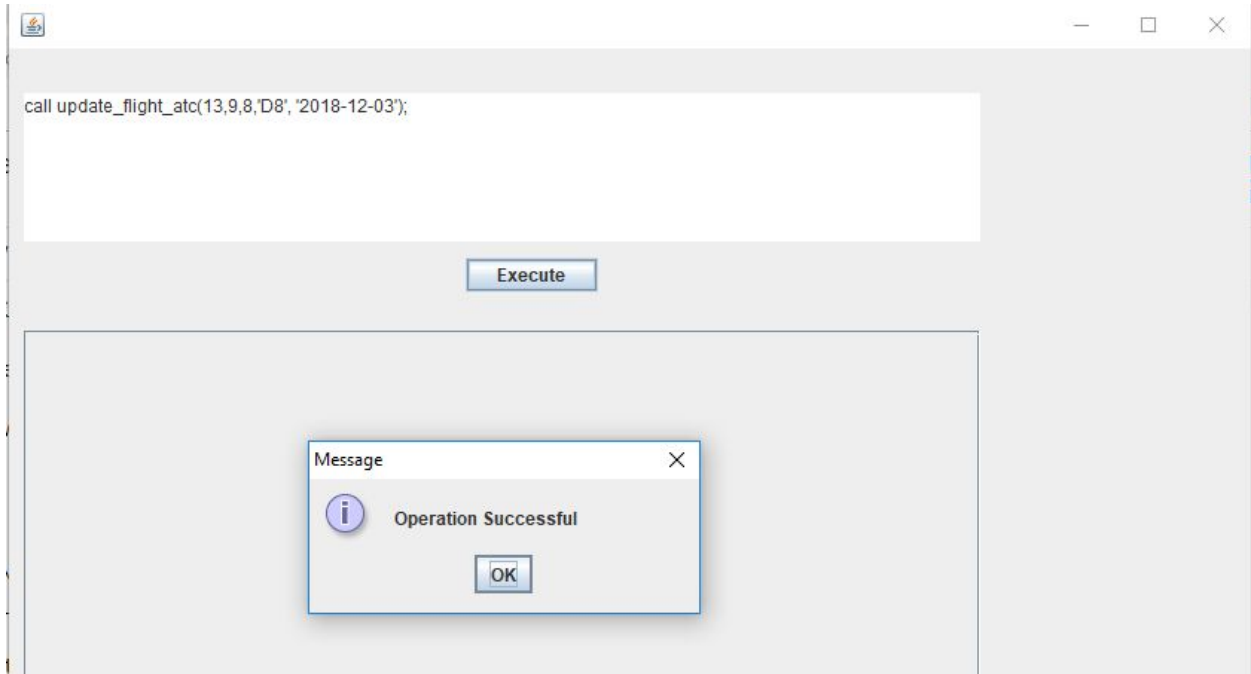 call update_flight_atc(13,9,8,'D8', '2018-12-03');
Execute
Message
Operation Successful
OK